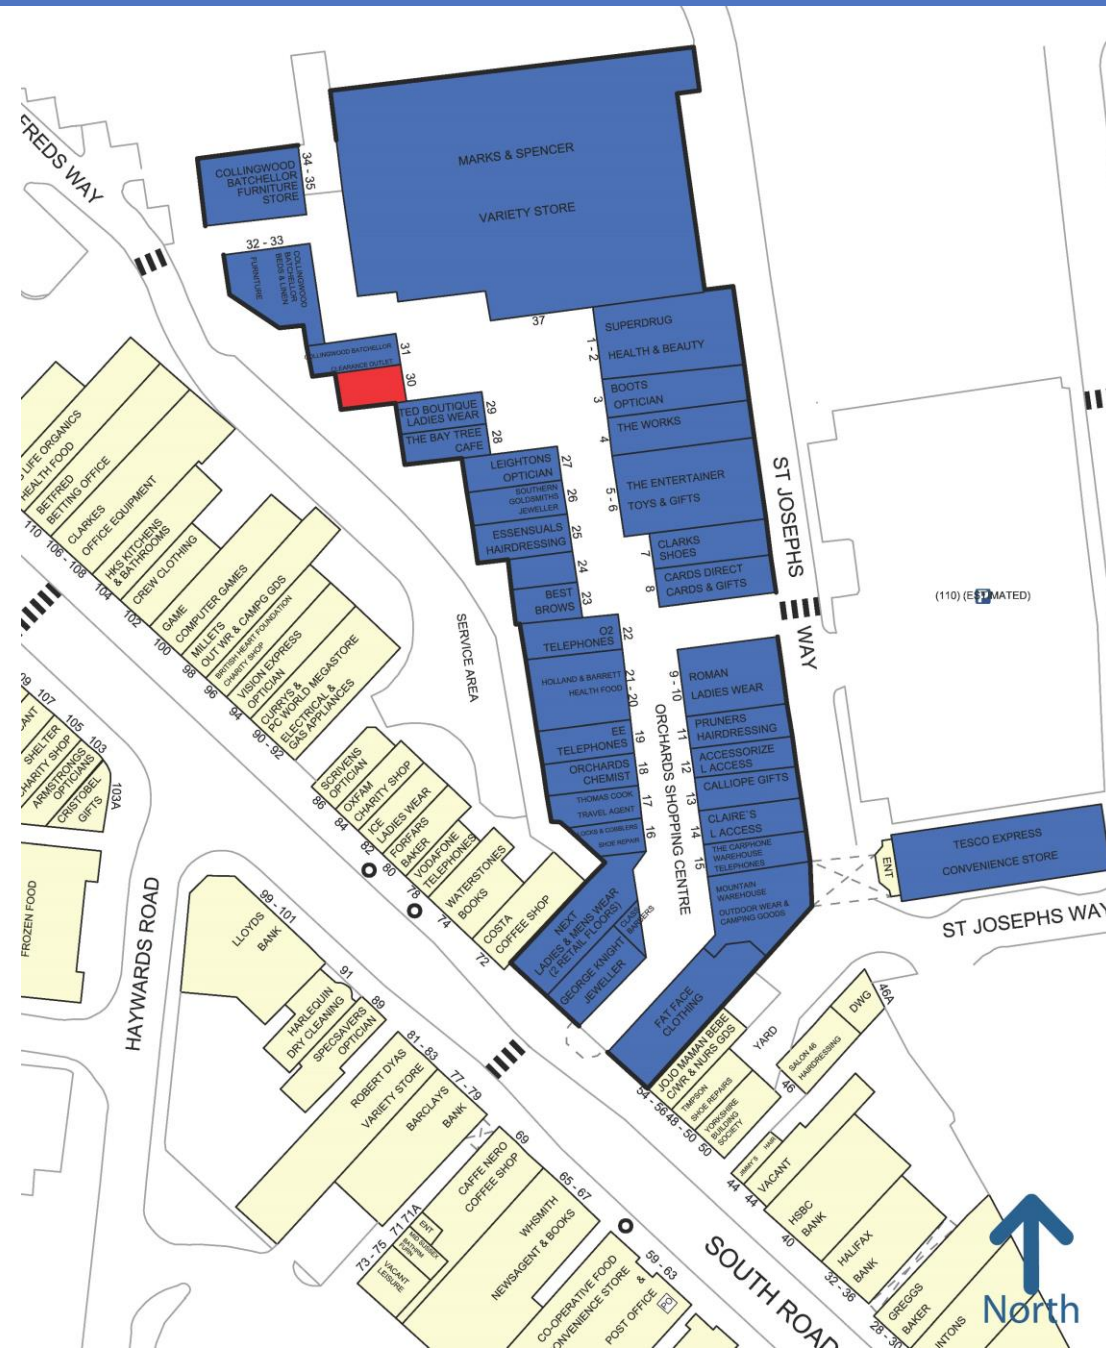 FREDS WAY
COLLINGWOOD
BATCHELLOR
FURNITURE
STORE
34 - 35
MARKS & SPENCER
VARIETY STORE
37
32 - 33
FURNITURE
COLLINGWOOD
BATCHELLOR
BEDS & LINEN
COLLINGWOOD BATCHELLOR
CLEARANCE OUTLET
31
30
TED BOUTIQUE
LADIES WEAR
29
THE BAY TREE
CAFE
28
LEIGHTONS
OPTICIAN
27
SOUTHERN
GOLDSMITHS
JEWELLER
26
ESSENSUALS
HAIRDRESSING
25
24
BEST
BROWS
23
O2
TELEPHONES
22
HOLLAND & BARRETT
HEALTH FOOD
21 - 20
EE
TELEPHONES
19
ORCHARDS
CHEMIST
18
THOMAS COOK
TRAVEL AGENT
17
LOCKS & COBBLERS
SHOE REPAIR
16
NEXT
LADIES & MENS WEAR
(2 RETAIL FLOORS)
GEORGE KNIGHT
JEWELLER
SUPERDRUG
HEALTH & BEAUTY
1 - 2
BOOTS
OPTICIAN
3
THE WORKS
4
THE ENTERTAINER
TOYS & GIFTS
5 - 6
CLARKS
SHOES
7
CARDS DIRECT
CARDS & GIFTS
8
ROMAN
LADIES WEAR
9 - 10
PRUNERS
HAIRDRESSING
11
ACCESSORIZE
L ACCESS
12
CALLIOPE GIFTS
13
CLAIRE'S
L ACCESS
14
THE CARPHONE
WAREHOUSE
TELEPHONES
15
MOUNTAIN
WAREHOUSE
OUTDOOR WEAR &
CAMPING GOODS
FAT FACE
CLOTHING
ORCHARDS SHOPPING CENTRE
ST JOSEPHS WAY
(110) (ESTIMATED)
P
ENT
TESCO EXPRESS
CONVENIENCE STORE
ST JOSEPHS WAY
SERVICE AREA
LIFE ORGANICS
HEALTH FOOD
110
BETFRED
BETTING OFFICE
106 - 108
CLARKES
OFFICE EQUIPMENT
104
HKS KITCHENS
& BATHROOMS
102
CREW CLOTHING
100
GAME
COMPUTER GAMES
98
MILLETS
OUT WR & CAMPG GDS
96
BRITISH HEART FOUNDATION
CHARITY SHOP
94
VISION EXPRESS
OPTICIAN
90 - 92
CURRYS &
PC WORLD MEGASTORE
ELECTRICAL &
GAS APPLIANCES
SCRIVENS
OPTICIAN
86
OXFAM
CHARITY SHOP
84
ICE
LADIES WEAR
82
FORFARS
BAKER
80
VODAFONE
TELEPHONES
78
WATERSTONES
BOOKS
74
COSTA
COFFEE SHOP
72
09
107
105
103
103A
SHELTER
CHARITY SHOP
ARMSTRONGS
OPTICIANS
CRISTOBEL
GIFTS
FROZEN FOOD
HAYWARDS ROAD
LLOYDS
BANK
99 - 101
91
HARLEQUIN
DRY CLEANING
89
SPECSAVERS
OPTICIAN
81 - 83
ROBERT DYAS
VARIETY STORE
77 - 79
BARCLAYS
BANK
69
CAFFE NERO
COFFEE SHOP
71 71A
73 - 75
ENT
MID SUSSEX
BATHRM
FURN
VACANT
LEISURE
65 - 67
WHSMITH
NEWSAGENT & BOOKS
59 - 63
CO-OPERATIVE FOOD
CONVENIENCE STORE
&
POST OFFICE
PO
SOUTH ROAD
JOJO MAMAN BEBE
C/WR & NURS GDS
54 - 56
TIMPSON
SHOE REPAIRS
48 - 50
YORKSHIRE
BUILDING
SOCIETY
50
YARD
SALON 46
HAIRDRESSING
46
DWG
46A
JIMMY'S HAIR
44
VACANT
44
HSBC
BANK
40
HALIFAX
BANK
32 - 36
GREGGS
BAKER
28 - 30
INTONS
North